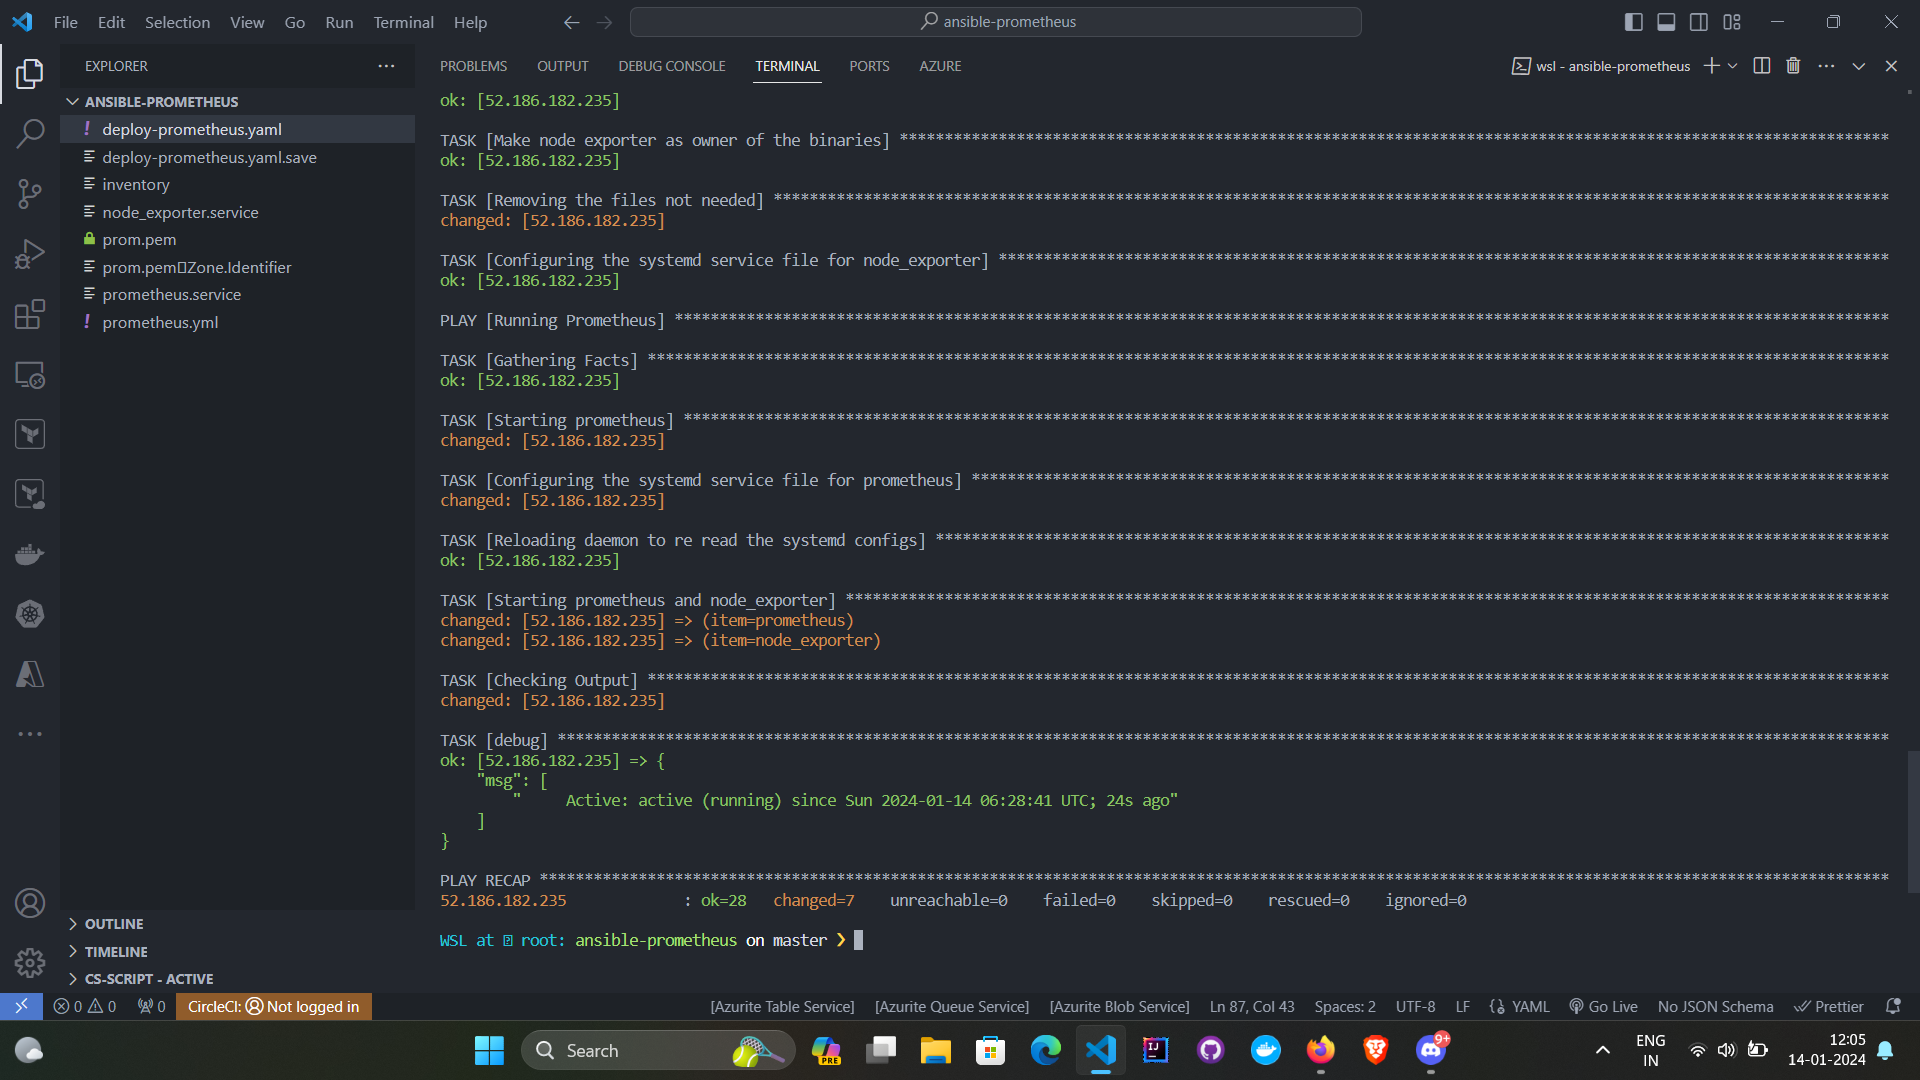 File Edit Selection View Go Run Terminal Help
ansible-prometheus
EXPLORER
ANSIBLE-PROMETHEUS
deploy-prometheus.yaml
deploy-prometheus.yaml.save
inventory
node_exporter.service
prom.pem
prom.pem▯Zone.Identifier
prometheus.service
prometheus.yml
OUTLINE
TIMELINE
CS-SCRIPT - ACTIVE
PROBLEMS OUTPUT DEBUG CONSOLE TERMINAL PORTS AZURE
wsl - ansible-prometheus
ok: [52.186.182.235]
TASK [Make node exporter as owner of the binaries] **************************************************************************************************************
ok: [52.186.182.235]
TASK [Removing the files not needed] ****************************************************************************************************************************
changed: [52.186.182.235]
TASK [Configuring the systemd service file for node_exporter] ***************************************************************************************************
ok: [52.186.182.235]
PLAY [Running Prometheus] ***************************************************************************************************************************************
TASK [Gathering Facts] ******************************************************************************************************************************************
ok: [52.186.182.235]
TASK [Starting prometheus] **************************************************************************************************************************************
changed: [52.186.182.235]
TASK [Configuring the systemd service file for prometheus] ******************************************************************************************************
changed: [52.186.182.235]
TASK [Reloading daemon to re read the systemd configs] **********************************************************************************************************
ok: [52.186.182.235]
TASK [Starting prometheus and node_exporter] ********************************************************************************************************************
changed: [52.186.182.235] => (item=prometheus)
changed: [52.186.182.235] => (item=node_exporter)
TASK [Checking Output] ******************************************************************************************************************************************
changed: [52.186.182.235]
TASK [debug] ****************************************************************************************************************************************************
ok: [52.186.182.235] => {
"msg": [
"     Active: active (running) since Sun 2024-01-14 06:28:41 UTC; 24s ago"
]
}
PLAY RECAP ******************************************************************************************************************************************************
52.186.182.235 : ok=28 changed=7 unreachable=0 failed=0 skipped=0 rescued=0 ignored=0
WSL at ▯ root: ansible-prometheus on master ❯
0 0 0 CircleCI: Not logged in [Azurite Table Service] [Azurite Queue Service] [Azurite Blob Service] Ln 87, Col 43 Spaces: 2 UTF-8 LF YAML Go Live No JSON Schema Prettier
Search PRE IJ 9+ ENG 12:05
IN 14-01-2024